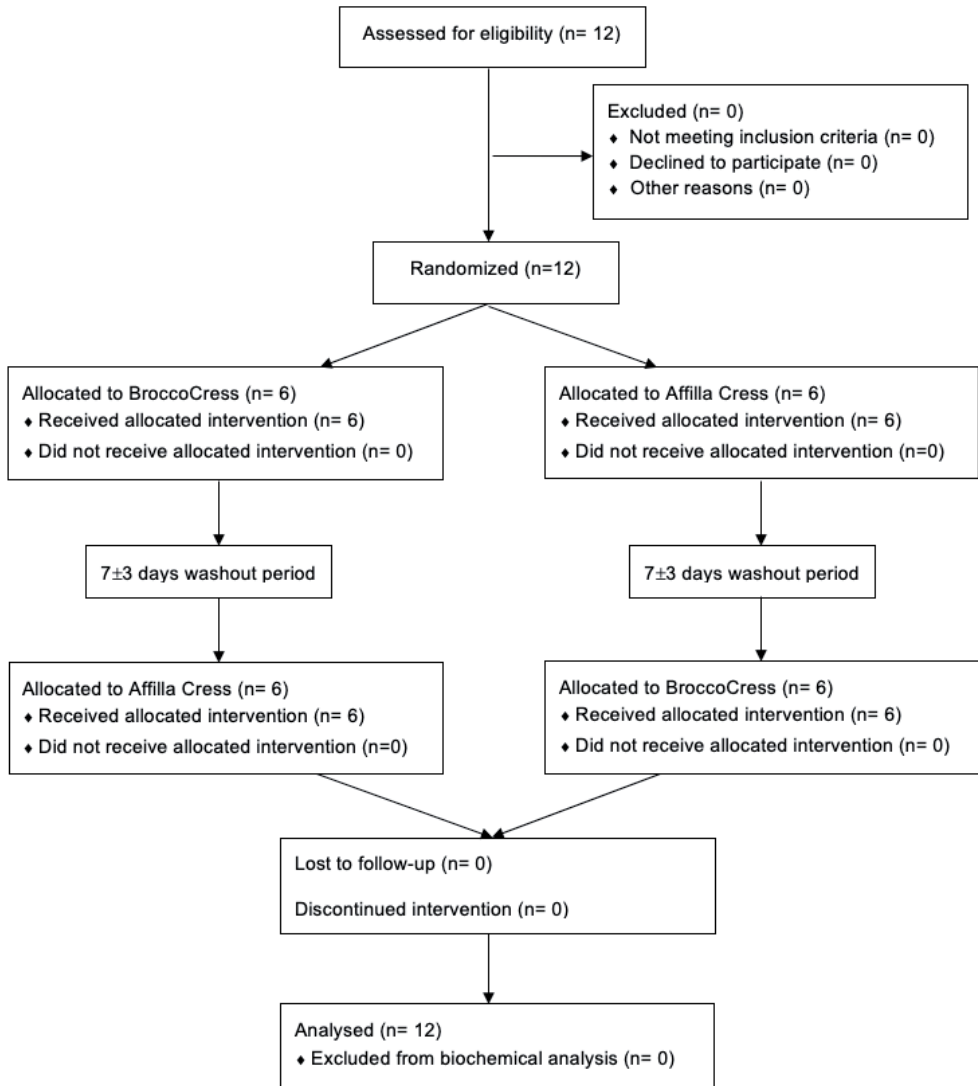 Assessed for eligibility (n= 12)
Excluded (n= 0)
♦ Not meeting inclusion criteria (n= 0)
♦ Declined to participate (n= 0)
♦ Other reasons (n= 0)
Randomized (n=12)
Allocated to BroccoCress (n= 6)
♦ Received allocated intervention (n= 6)
♦ Did not receive allocated intervention (n= 0)
Allocated to Affilla Cress (n= 6)
♦ Received allocated intervention (n= 6)
♦ Did not receive allocated intervention (n=0)
7±3 days washout period
7±3 days washout period
Allocated to Affilla Cress (n= 6)
♦ Received allocated intervention (n= 6)
♦ Did not receive allocated intervention (n=0)
Allocated to BroccoCress (n= 6)
♦ Received allocated intervention (n= 6)
♦ Did not receive allocated intervention (n= 0)
Lost to follow-up (n= 0)
Discontinued intervention (n= 0)
Analysed (n= 12)
♦ Excluded from biochemical analysis (n= 0)